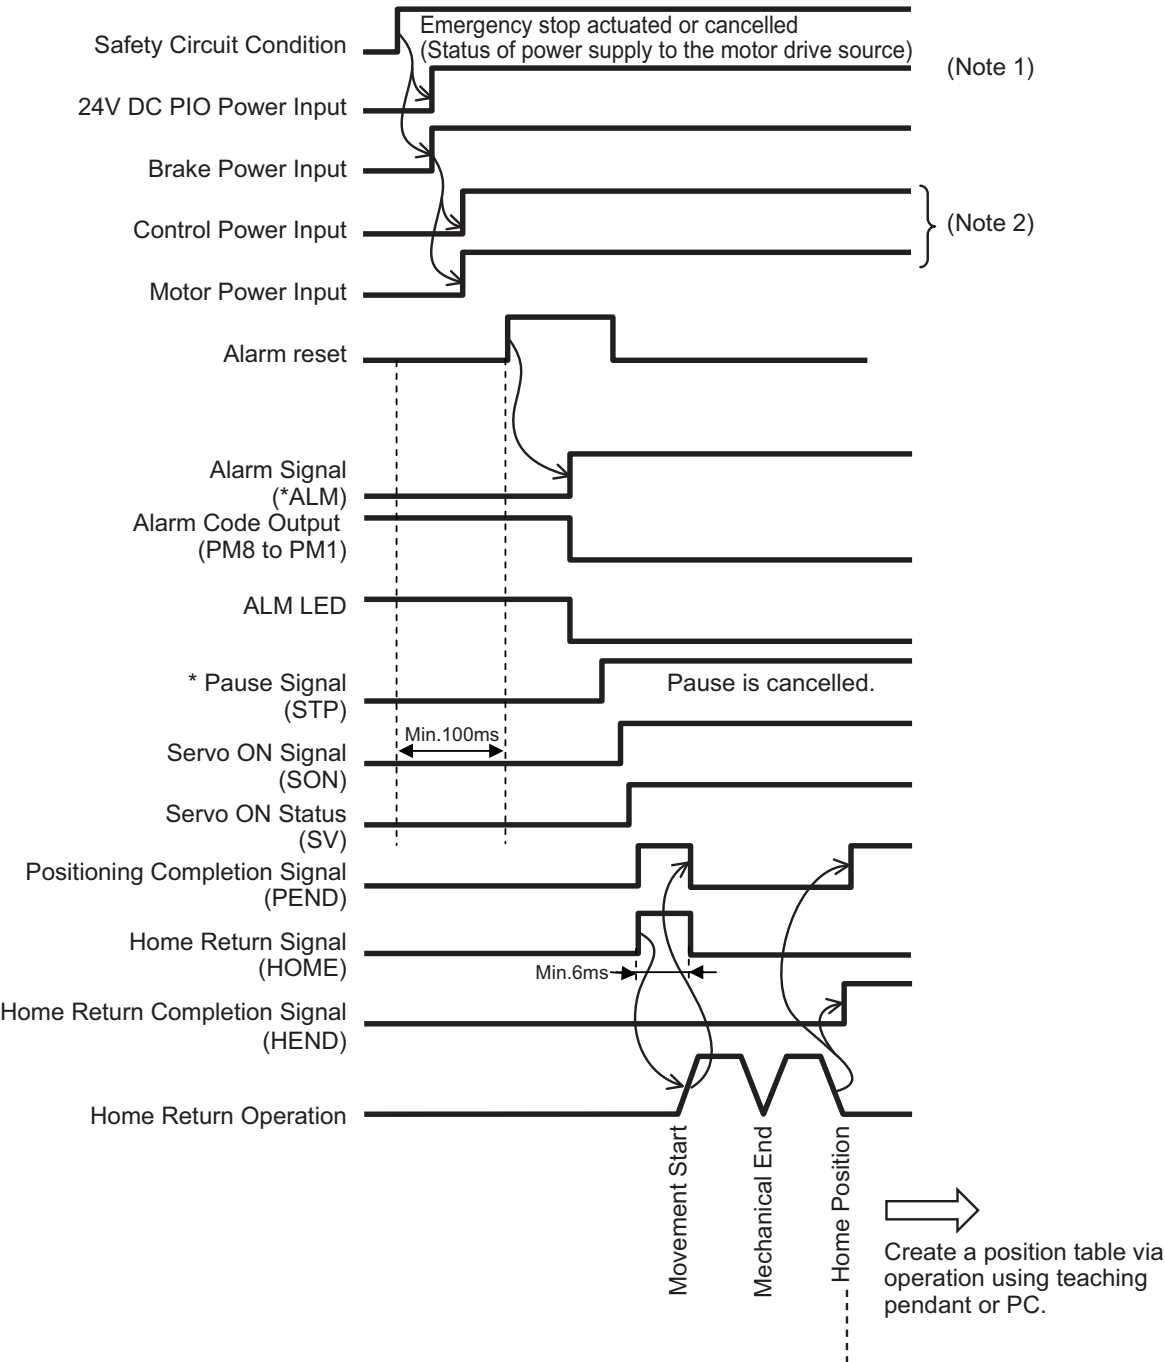 Safety Circuit Condition
Emergency stop actuated or cancelled
(Status of power supply to the motor drive source)
(Note 1)
24V DC PIO Power Input
Brake Power Input
Control Power Input
(Note 2)
Motor Power Input
Alarm reset
Alarm Signal
(*ALM)
Alarm Code Output
(PM8 to PM1)
ALM LED
* Pause Signal
(STP)
Pause is cancelled.
Min.100ms
Servo ON Signal
(SON)
Servo ON Status
(SV)
Positioning Completion Signal
(PEND)
Home Return Signal
(HOME)
Min.6ms
Home Return Completion Signal
(HEND)
Home Return Operation
Movement Start
Mechanical End
Home Position
Create a position table via
operation using teaching
pendant or PC.